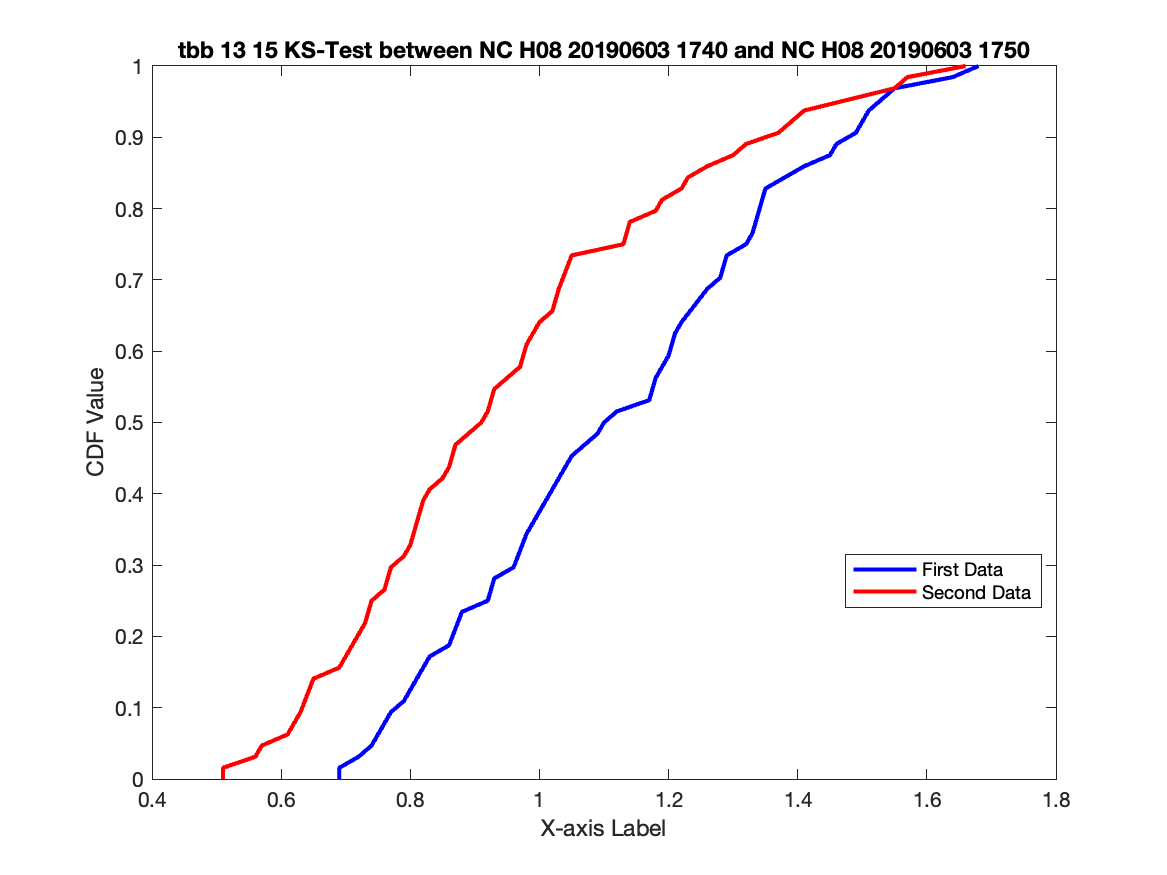 tbb 13 15 KS-Test between NC H08 20190603 1740 and NC H08 20190603 1750
1
0.9
0.8
0.7
0.6
0.5
0.4
0.3
0.2
0.1
0
CDF Value
First Data
Second Data
0.4 0.6 0.8 1 1.2 1.4 1.6 1.8
X-axis Label